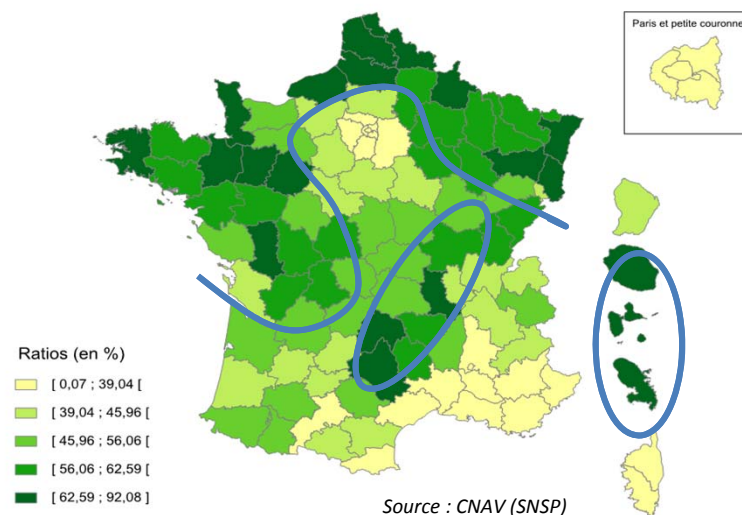 Paris et petite couronne
Ratios (en %)
[ 0,07 ; 39,04 [
[ 39,04 ; 45,96 [
[ 45,96 ; 56,06 [
[ 56,06 ; 62,59 [
[ 62,59 ; 92,08 ]
Source : CNAV (SNSP)